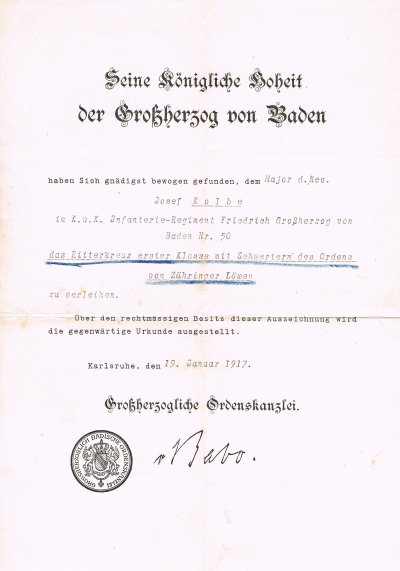 Seine Königliche Hoheit
der Großherzog von Baden
haben Sich gnädigst bewogen gefunden, dem Major d.Res.
Josef Kolbe
im K.u.K. Infanterie-Regiment Friedrich Großherzog von
Baden Nr. 50
das Ritterkreuz erster Klasse mit Schwertern des Ordens
vom Zähringer Löwen
zu verleihen.
Über den rechtmässigen Besitz dieser Auszeichnung wird
die gegenwärtige Urkunde ausgestellt.
Karlsruhe, den 19. Januar 1917.
Großherzogliche Ordenskanzlei.
GROSHERZOGLICH BADISCHE ORDENSKANZLEI
v Babo.